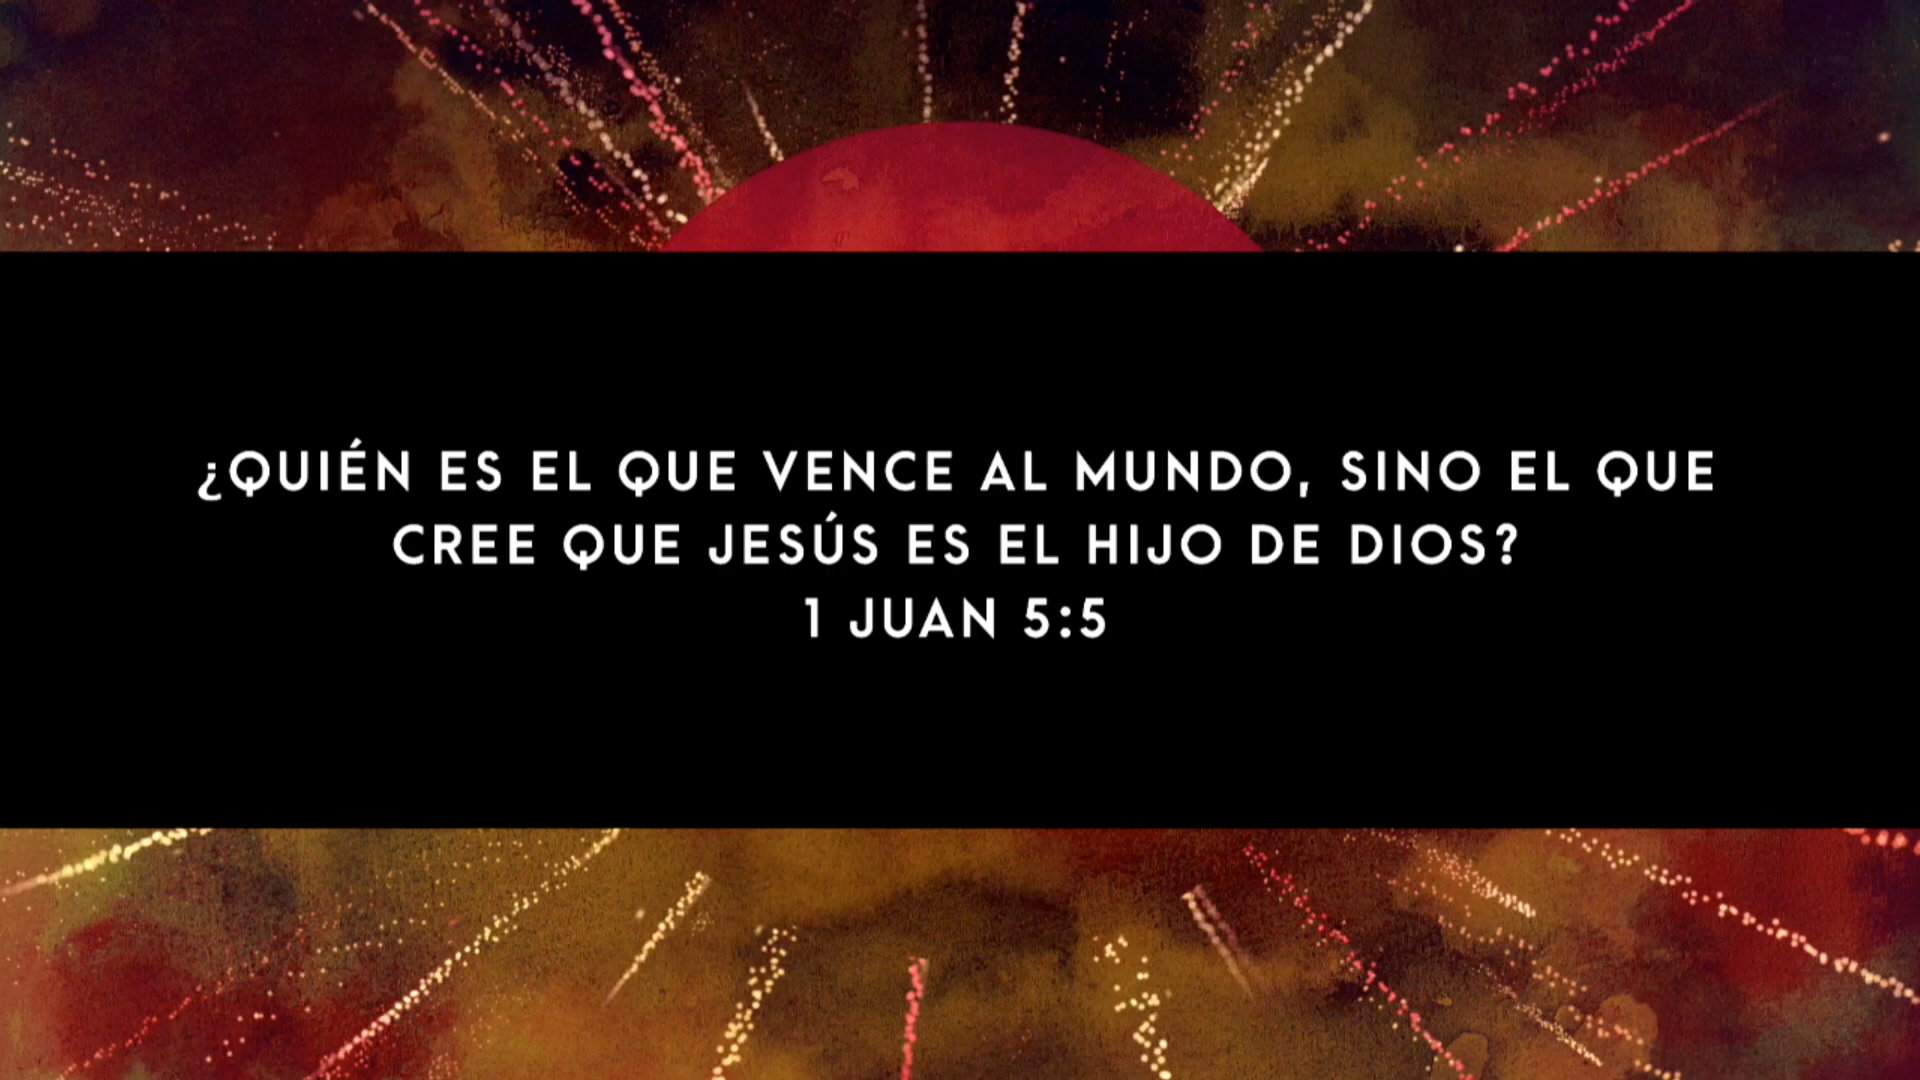 ¿QUIÉN ES EL QUE VENCE AL MUNDO, SINO EL QUE
CREE QUE JESÚS ES EL HIJO DE DIOS?
1 JUAN 5:5